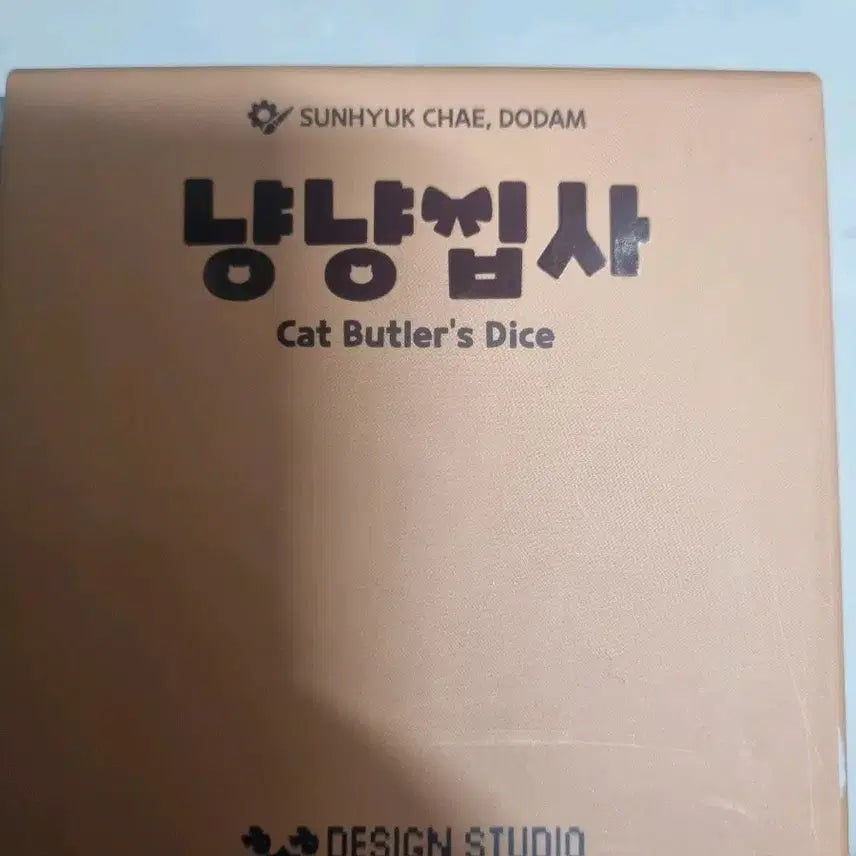 SUNHYUK CHAE, DODAM
냥냥집사
Cat Butler's Dice
DESIGN STUDIO